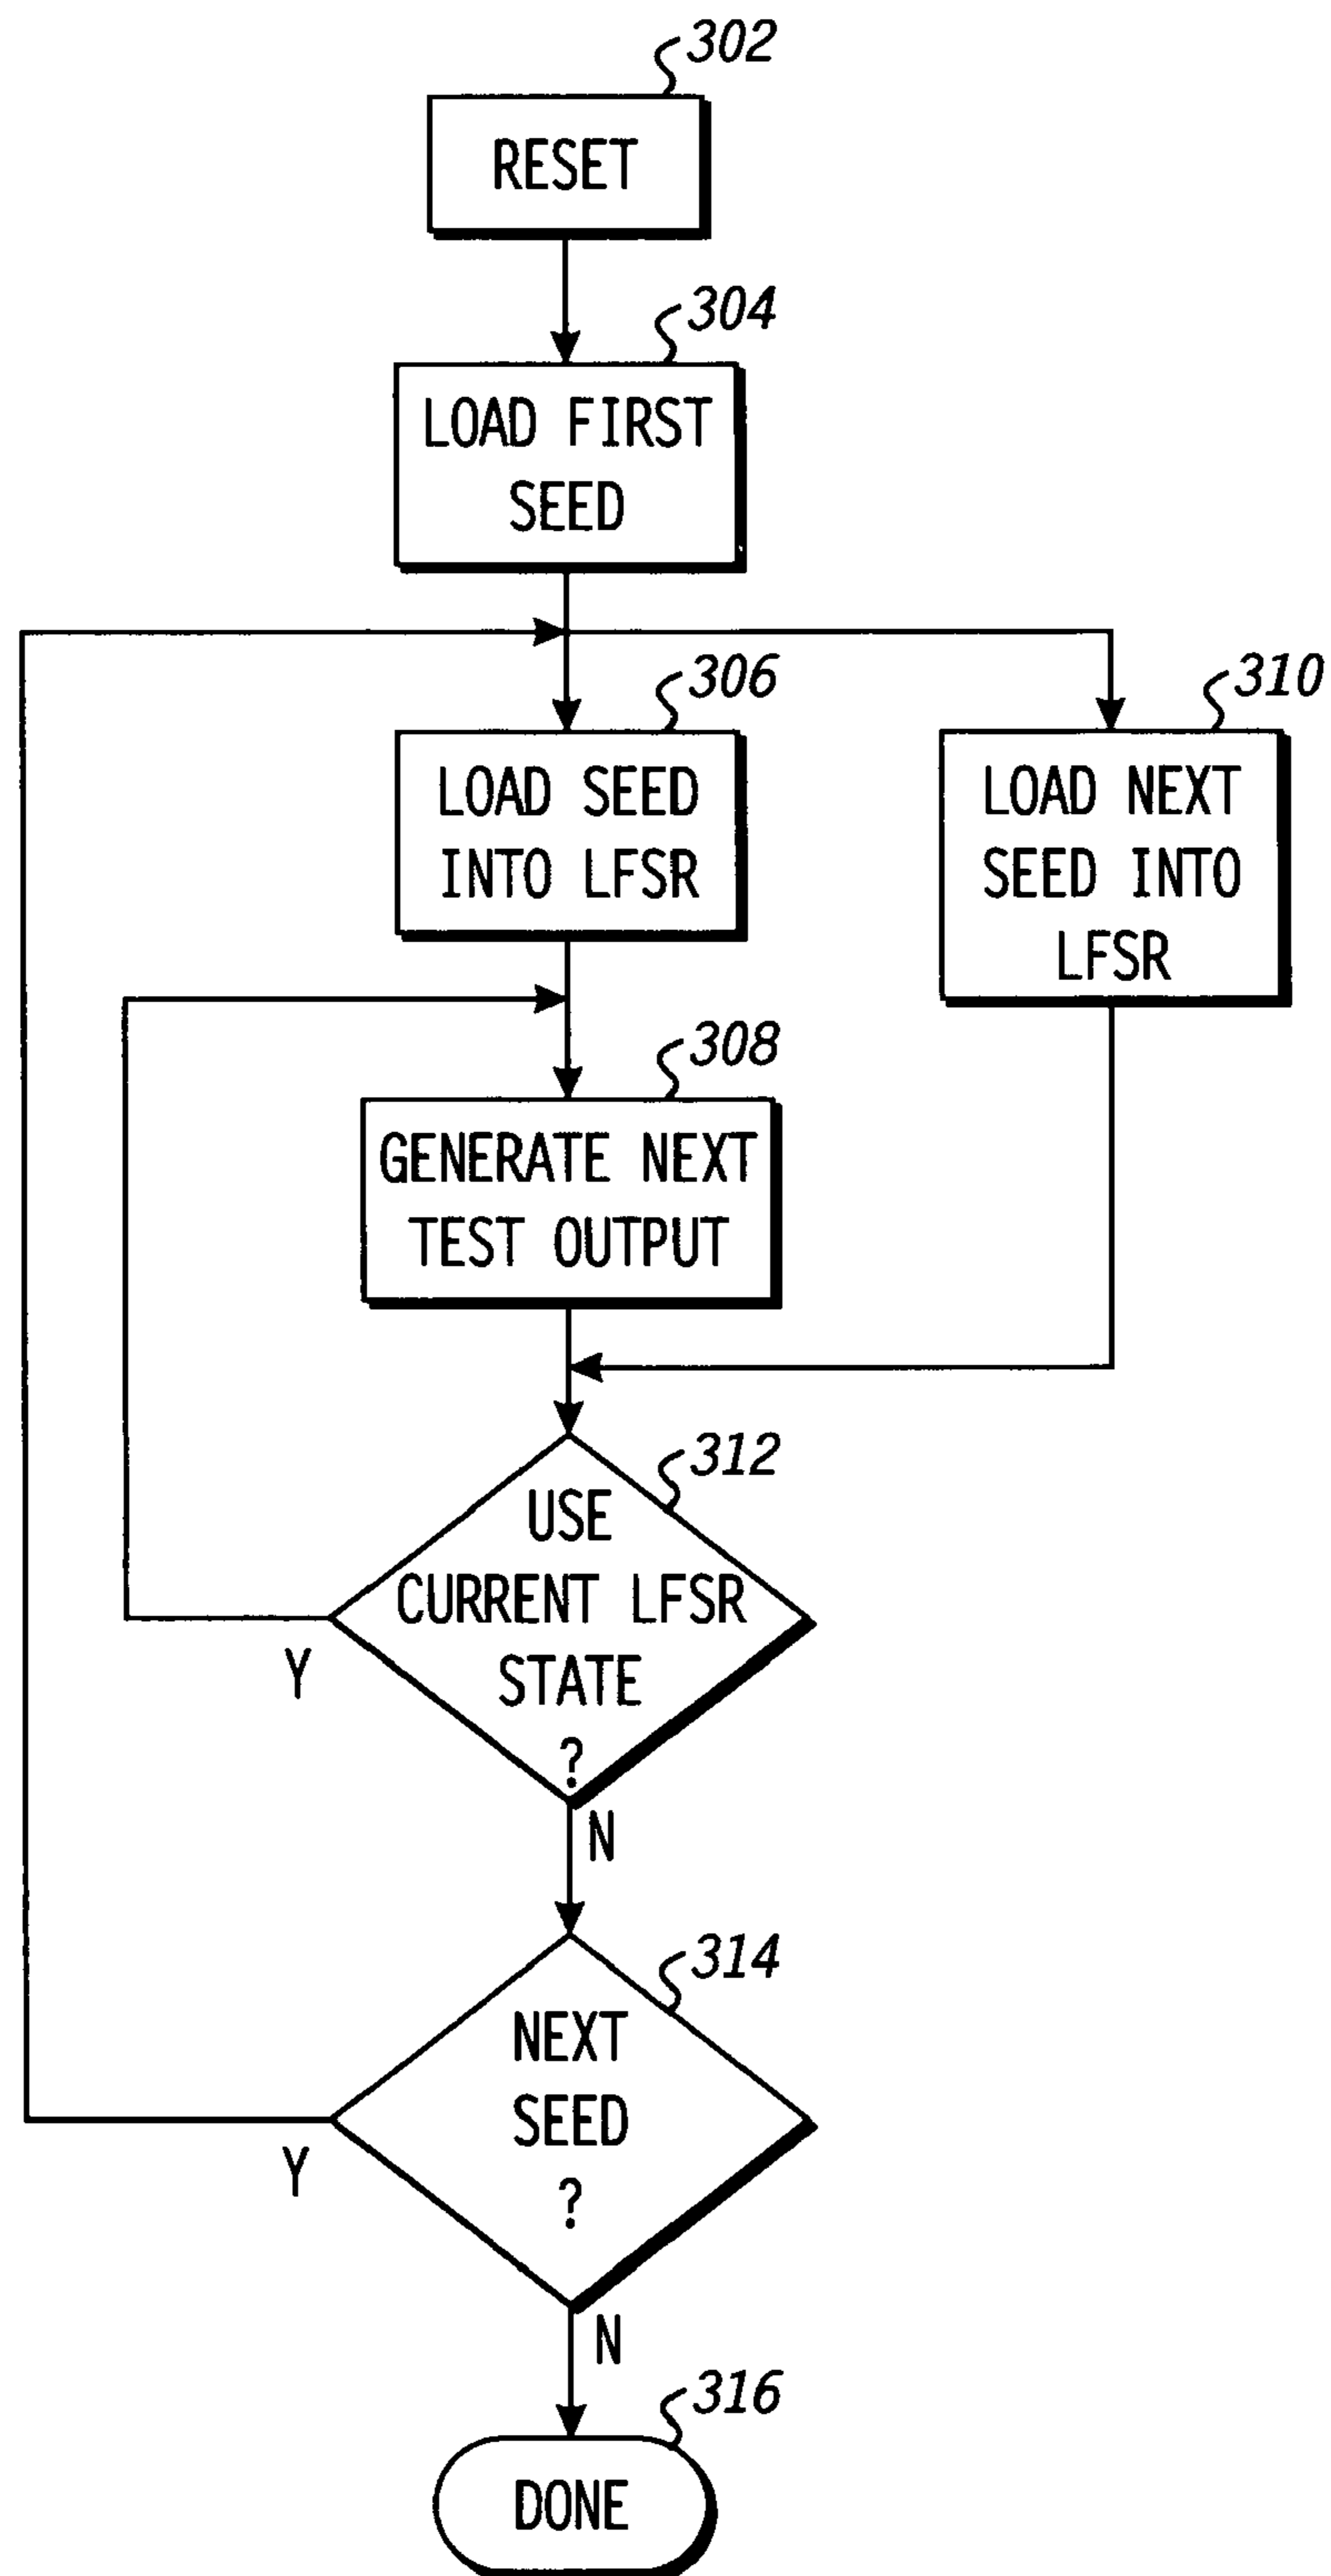 302
RESET
304
LOAD FIRST
SEED
306
LOAD SEED
INTO LFSR
310
LOAD NEXT
SEED INTO
LFSR
308
GENERATE NEXT
TEST OUTPUT
312
USE
CURRENT LFSR
STATE
?
Y
N
314
NEXT
SEED
?
Y
N
316
DONE